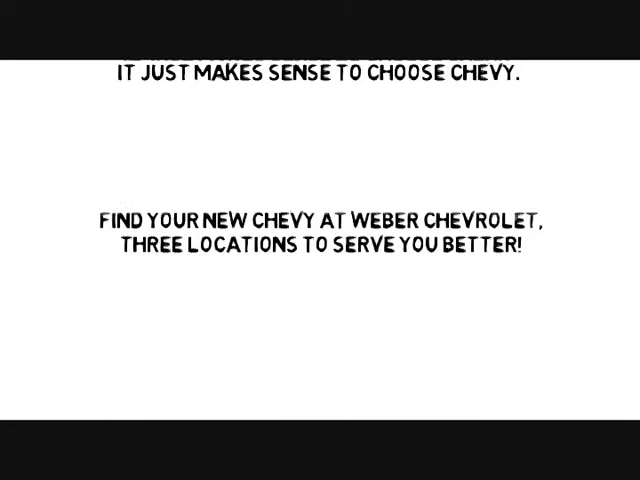 IT JUST MAKES SENSE TO CHOOSE CHEVY.
FIND YOUR NEW CHEVY AT WEBER CHEVROLET,
THREE LOCATIONS TO SERVE YOU BETTER!